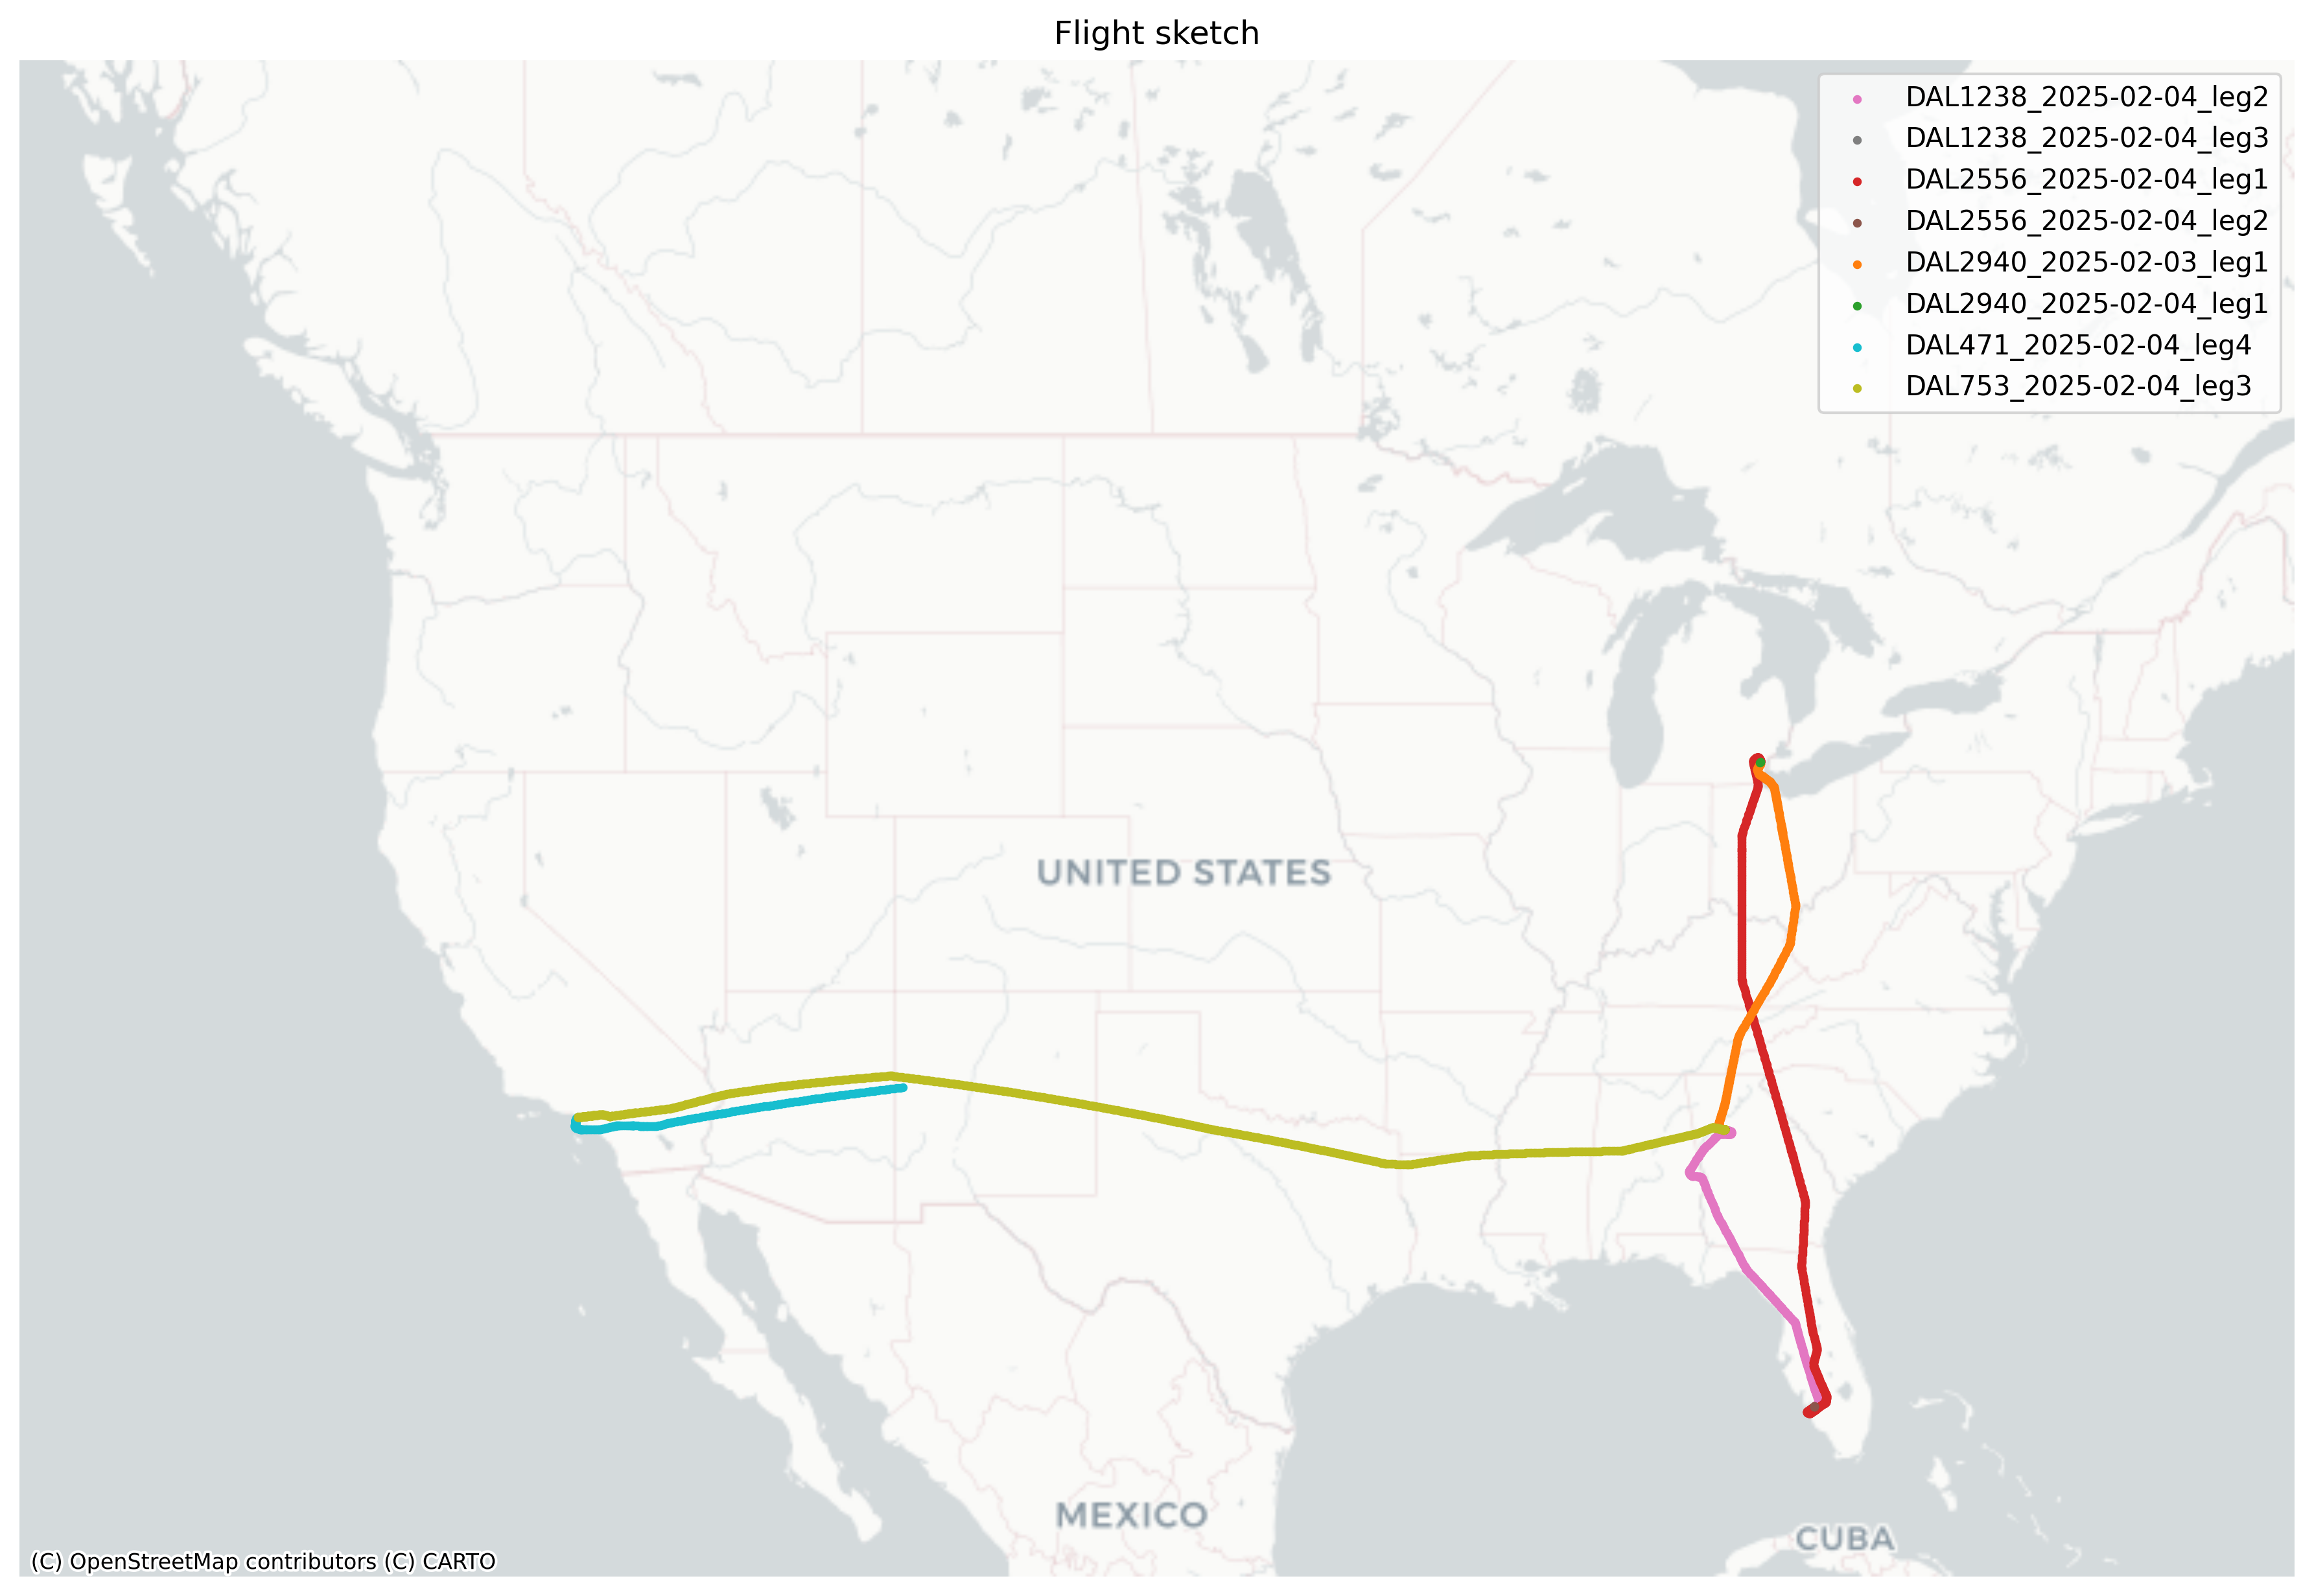 Flight sketch
DAL1238_2025-02-04_leg2
DAL1238_2025-02-04_leg3
DAL2556_2025-02-04_leg1
DAL2556_2025-02-04_leg2
DAL2940_2025-02-03_leg1
DAL2940_2025-02-04_leg1
DAL471_2025-02-04_leg4
DAL753_2025-02-04_leg3
UNITED STATES
MEXICO
CUBA
(C) OpenStreetMap contributors (C) CARTO